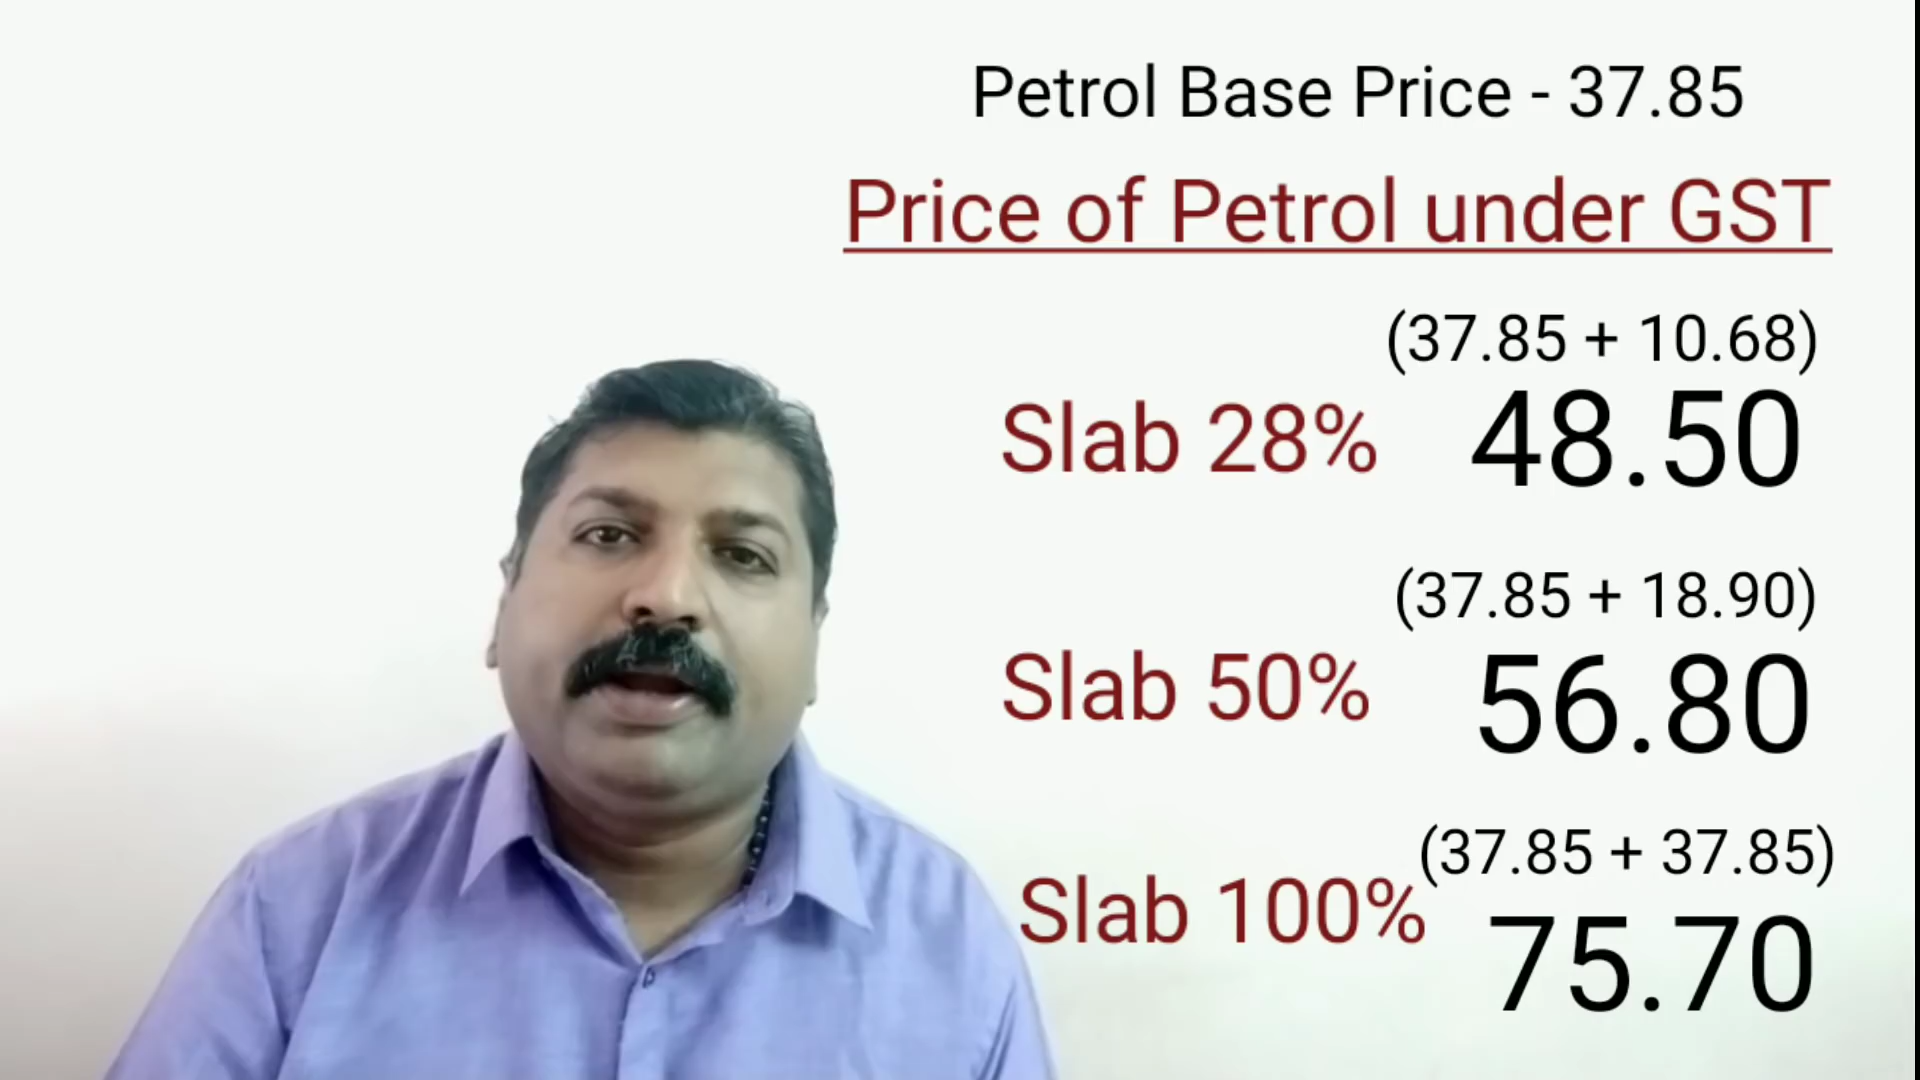 Petrol Base Price - 37.85
Price of Petrol under GST
(37.85 + 10.68)
Slab 28% 48.50
(37.85 + 18.90)
Slab 50% 56.80
(37.85 + 37.85)
Slab 100% 75.70